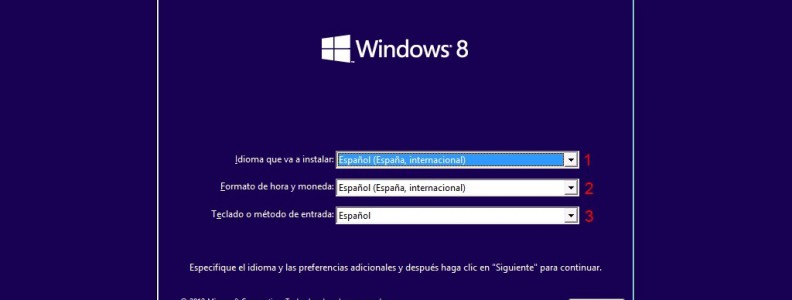 Windows 8
Idioma que va a instalar: Español (España, internacional) 1
Formato de hora y moneda: Español (España, internacional) 2
Teclado o método de entrada: Español 3
Especifique el idioma y las preferencias adicionales y después haga clic en "Siguiente" para continuar.